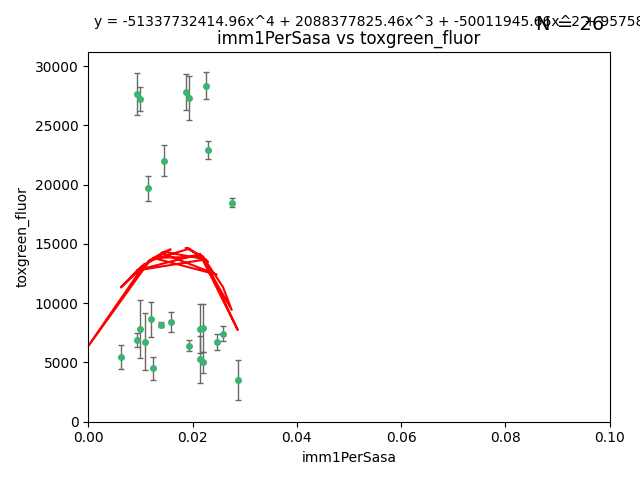 y = -51337732414.96x^4 + 2088377825.46x^3 + -50011945.66x^2 + 95758
N = 26
imm1PerSasa vs toxgreen_fluor
30000
25000
20000
15000
10000
5000
0
toxgreen_fluor
0.00 0.02 0.04 0.06 0.08 0.10
imm1PerSasa